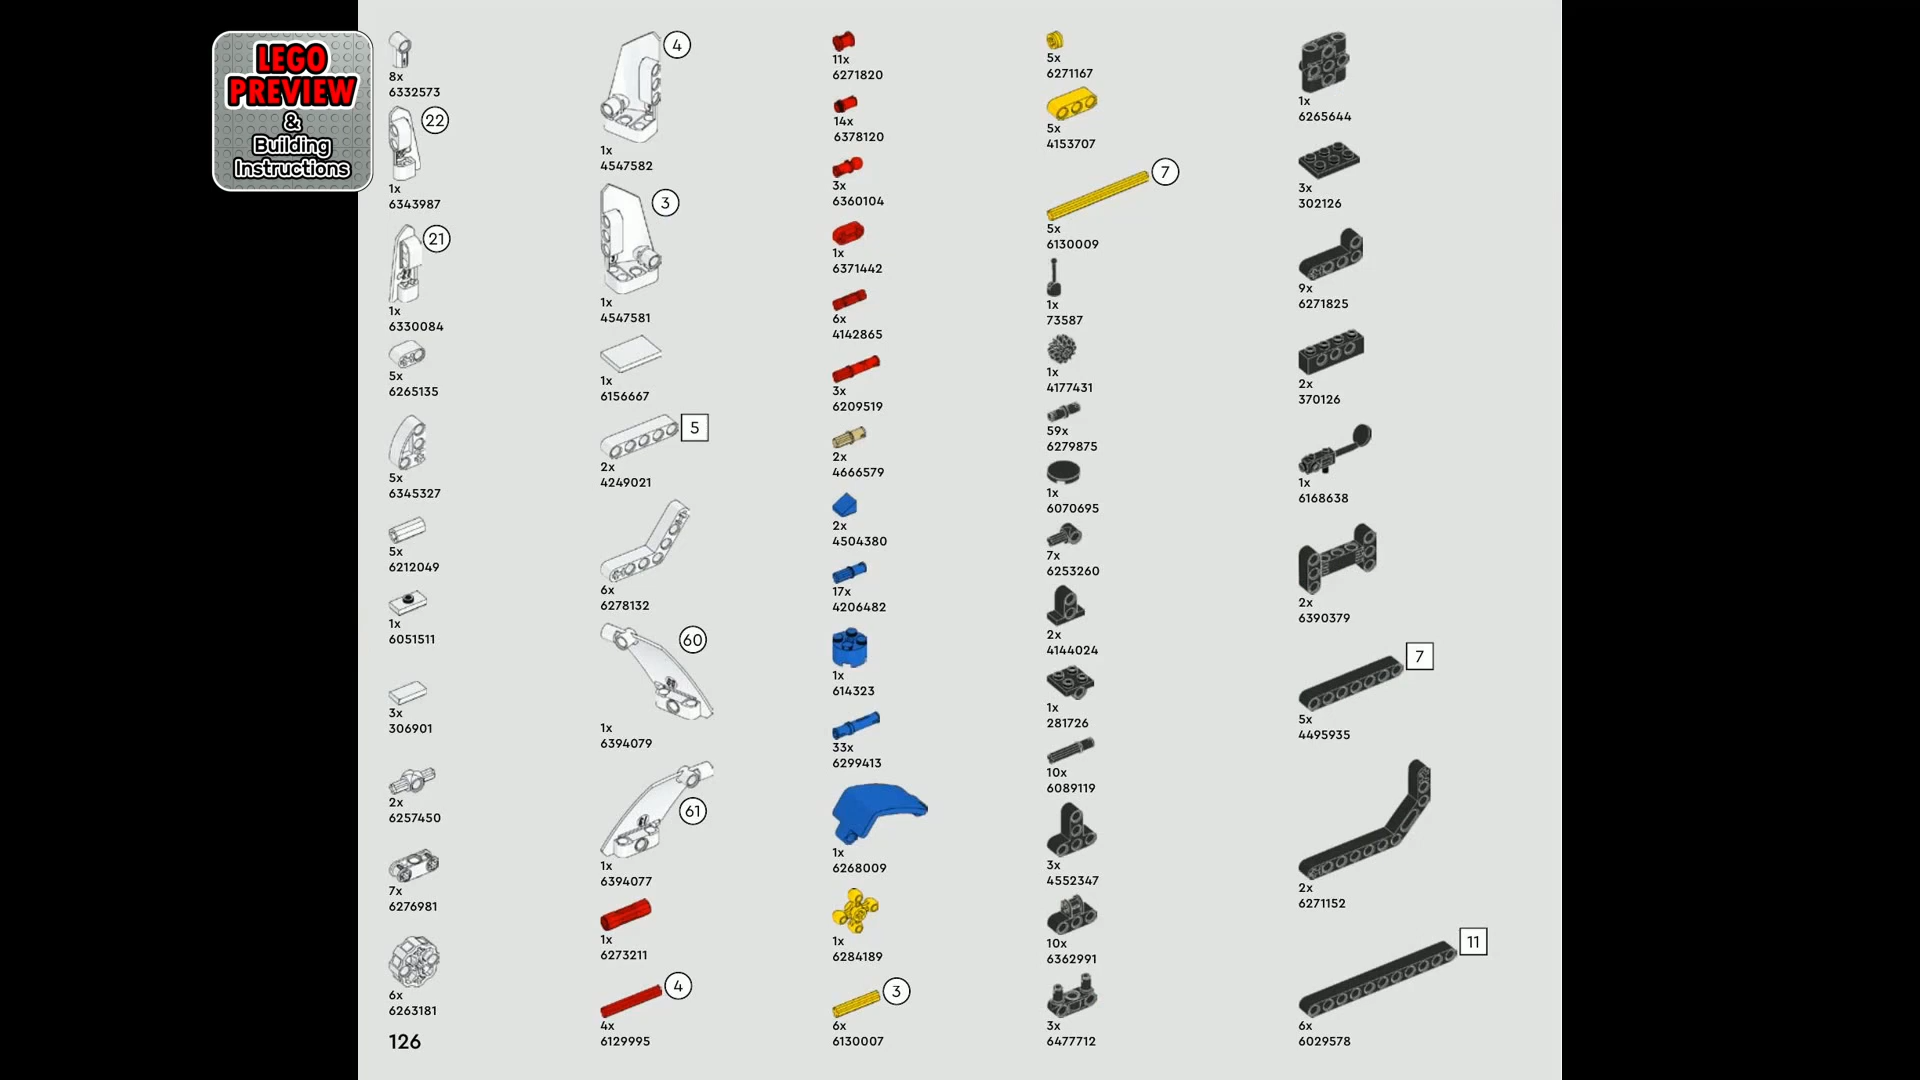 LEGO
PREVIEW
&
Building
Instructions
8x
6332573
22
1x
6343987
21
1x
6330084
5x
6265135
5x
6345327
5x
6212049
1x
6051511
3x
306901
2x
6257450
7x
6276981
6x
6263181
126
4
1x
4547582
3
1x
4547581
1x
6156667
5
2x
4249021
6x
6278132
60
1x
6394079
61
1x
6394077
1x
6273211
4
4x
6129995
11x
6271820
14x
6378120
3x
6360104
1x
6371442
6x
4142865
3x
6209519
2x
4666579
2x
4504380
17x
4206482
1x
614323
33x
6299413
1x
6268009
1x
6284189
3
6x
6130007
5x
6271167
5x
4153707
7
5x
6130009
1x
73587
1x
4177431
59x
6279875
1x
6070695
7x
6253260
2x
4144024
1x
281726
10x
6089119
3x
4552347
10x
6362991
3x
6477712
1x
6265644
3x
302126
9x
6271825
2x
370126
1x
6168638
2x
6390379
7
5x
4495935
2x
6271152
11
6x
6029578